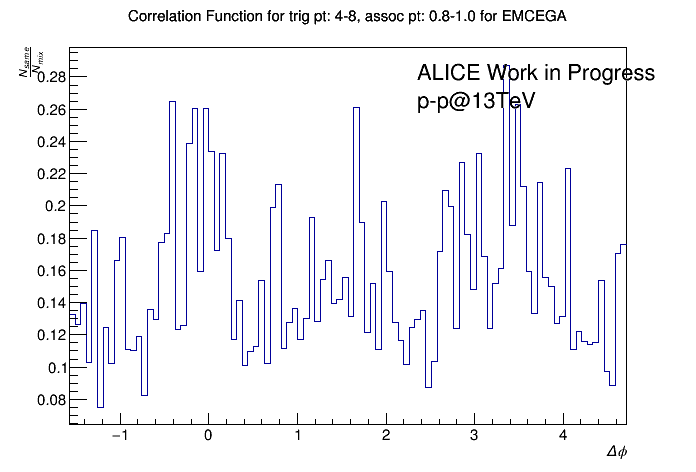 Correlation Function for trig pt: 4-8, assoc pt: 0.8-1.0 for EMCEGA
N_same
N_mix
ALICE Work in Progress
p-p@13TeV
0.28
0.26
0.24
0.22
0.2
0.18
0.16
0.14
0.12
0.1
0.08
−1 0 1 2 3 4
Δϕ